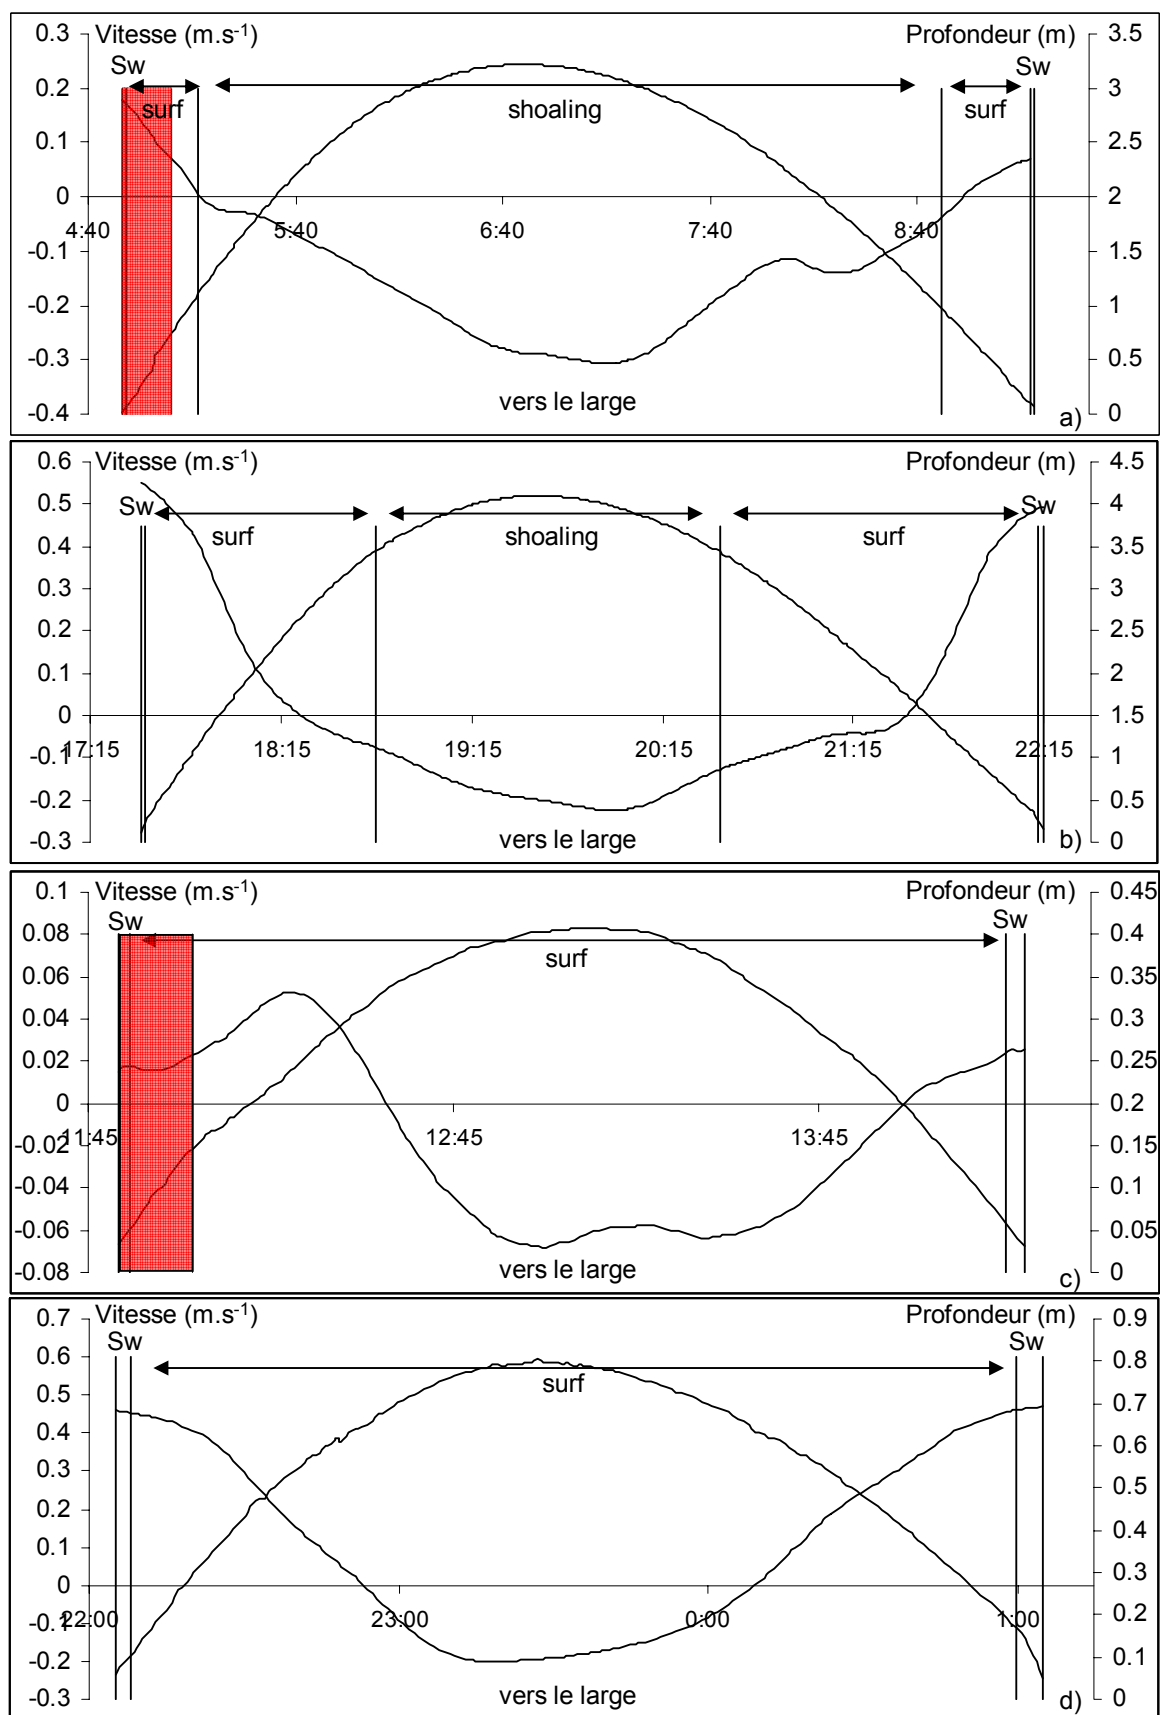 Vitesse (m.s-1) Profondeur (m)
0.3 3.5
Sw Sw
0.2 3
surf shoaling surf
0.1 2.5
0 2
4:40 5:40 6:40 7:40 8:40
-0.1 1.5
-0.2 1
-0.3 0.5
vers le large
-0.4 0
a)
Vitesse (m.s-1) Profondeur (m)
0.6 4.5
Sw Sw
0.5 4
surf shoaling surf
0.4 3.5
0.3 3
0.2 2.5
0.1 2
0 1.5
17:15 18:15 19:15 20:15 21:15 22:15
-0.1 1
-0.2 0.5
vers le large
-0.3 0
b)
Vitesse (m.s-1) Profondeur (m)
0.1 0.45
Sw Sw
0.08 0.4
surf
0.06 0.35
0.04 0.3
0.02 0.25
0 0.2
11:45 12:45 13:45
-0.02 0.15
-0.04 0.1
-0.06 0.05
vers le large
-0.08 0
c)
Vitesse (m.s-1) Profondeur (m)
0.7 0.9
Sw Sw
0.6 0.8
surf
0.5 0.7
0.4 0.6
0.3 0.5
0.2 0.4
0.1 0.3
0 0.2
22:00 23:00 0:00 1:00
-0.1 0.1
-0.2 0
vers le large
-0.3
d)